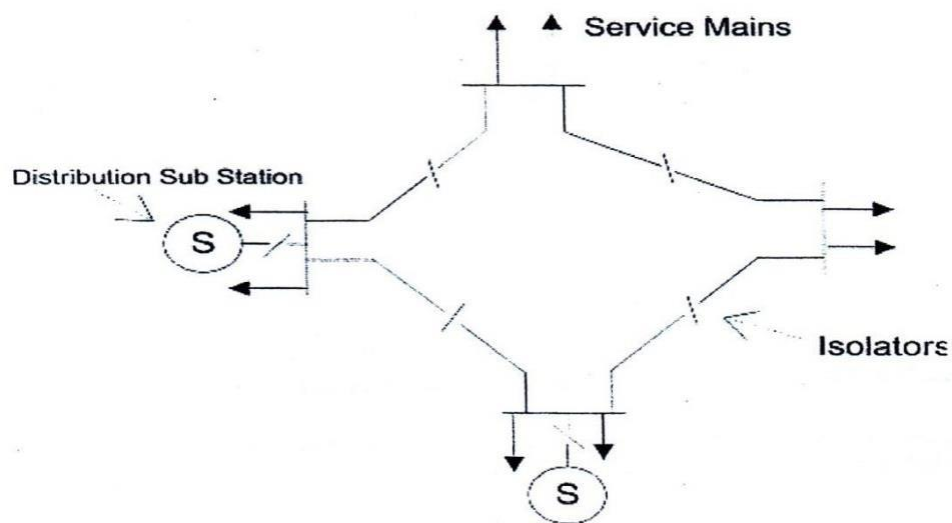 Service Mains
Distribution Sub Station
S
Isolators
S